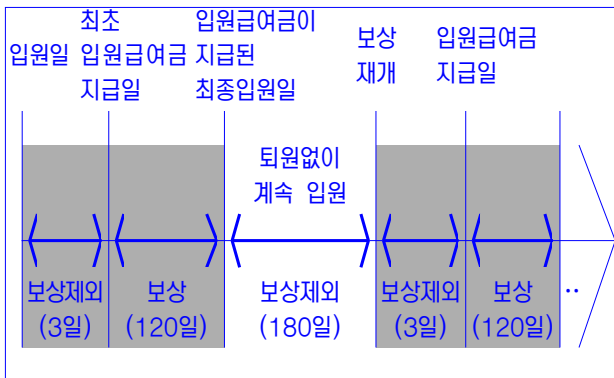 입원일
최초
입원급여금
지급일
입원급여금이
지급된
최종입원일
보상
재개
입원급여금
지급일
퇴원없이
계속 입원
보상제외
(3일)
보상
(120일)
보상제외
(180일)
보상제외
(3일)
보상
(120일)
..